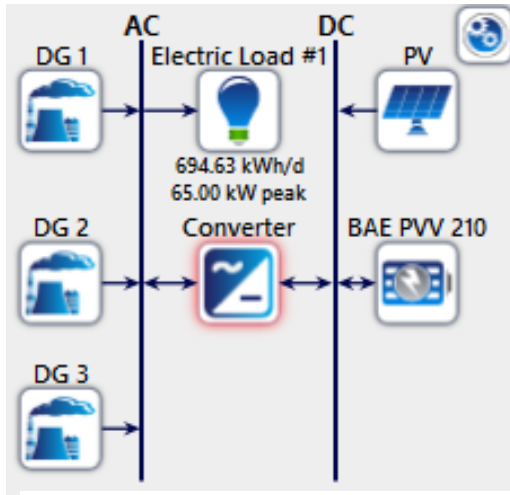 AC DC
DG 1 Electric Load #1 PV
694.63 kWh/d
65.00 kW peak
DG 2 Converter BAE PVV 210
DG 3